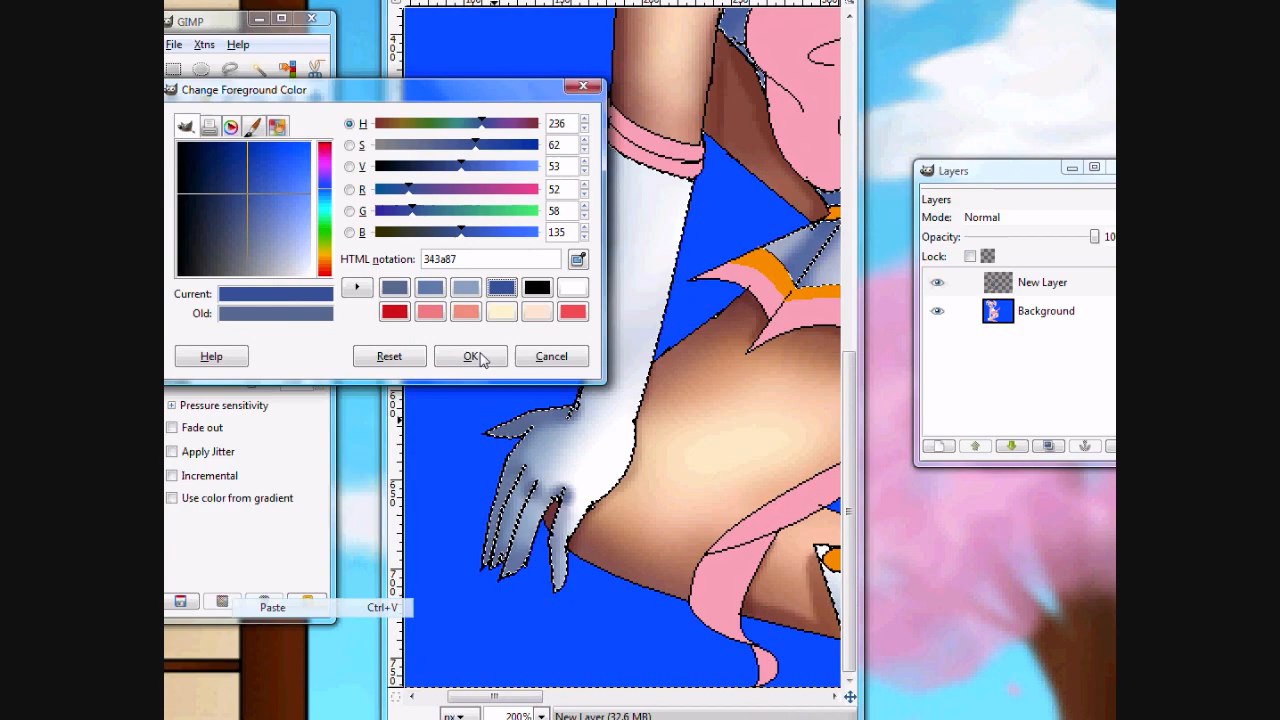 GIMP
File Xtns Help
Change Foreground Color
H 236
S 62
V 53
R 52
G 58
B 135
HTML notation: 343a87
Current:
Old:
Help Reset OK Cancel
Pressure sensitivity
Fade out
Apply Jitter
Incremental
Use color from gradient
Paste Ctrl+V
px 200% New Layer (32.6 MB)
Layers
Layers
Mode: Normal
Opacity: 10
Lock:
New Layer
Background